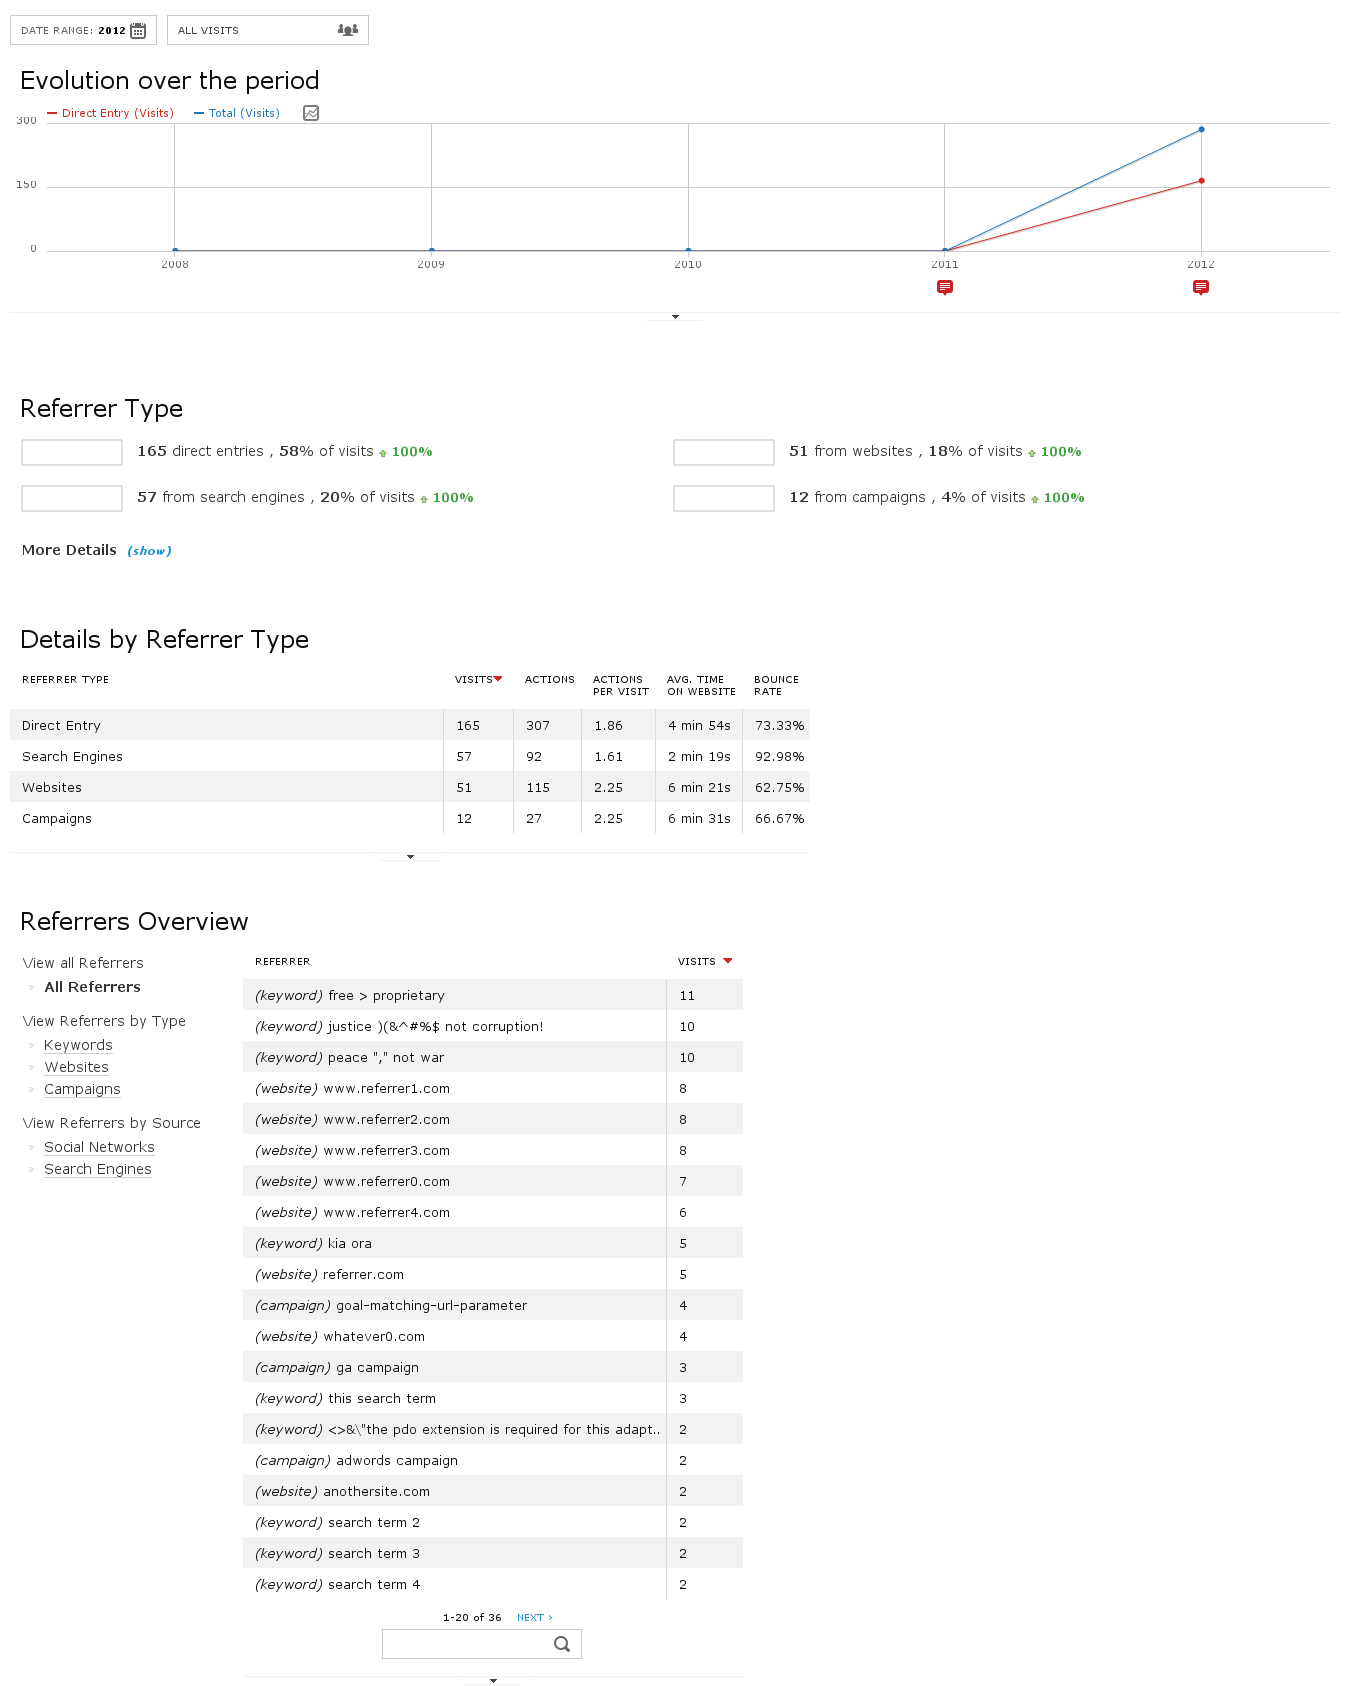 DATE RANGE: 2012 ALL VISITS
Evolution over the period
Direct Entry (Visits) Total (Visits)
300
150
0
2008 2009 2010 2011 2012
Referrer Type
165 direct entries , 58% of visits 100% 51 from websites , 18% of visits 100%
57 from search engines , 20% of visits 100% 12 from campaigns , 4% of visits 100%
More Details (show)
Details by Referrer Type
REFERRER TYPE VISITS ACTIONS ACTIONS PER VISIT AVG. TIME ON WEBSITE BOUNCE RATE
Direct Entry 165 307 1.86 4 min 54s 73.33%
Search Engines 57 92 1.61 2 min 19s 92.98%
Websites 51 115 2.25 6 min 21s 62.75%
Campaigns 12 27 2.25 6 min 31s 66.67%
Referrers Overview
View all Referrers
» All Referrers
View Referrers by Type
» Keywords
» Websites
» Campaigns
View Referrers by Source
» Social Networks
» Search Engines
REFERRER VISITS
(keyword) free > proprietary 11
(keyword) justice )(&^#%$ not corruption! 10
(keyword) peace "," not war 10
(website) www.referrer1.com 8
(website) www.referrer2.com 8
(website) www.referrer3.com 8
(website) www.referrer0.com 7
(website) www.referrer4.com 6
(keyword) kia ora 5
(website) referrer.com 5
(campaign) goal-matching-url-parameter 4
(website) whatever0.com 4
(campaign) ga campaign 3
(keyword) this search term 3
(keyword) <>&\"the pdo extension is required for this adapt.. 2
(campaign) adwords campaign 2
(website) anothersite.com 2
(keyword) search term 2 2
(keyword) search term 3 2
(keyword) search term 4 2
1-20 of 36 NEXT ›